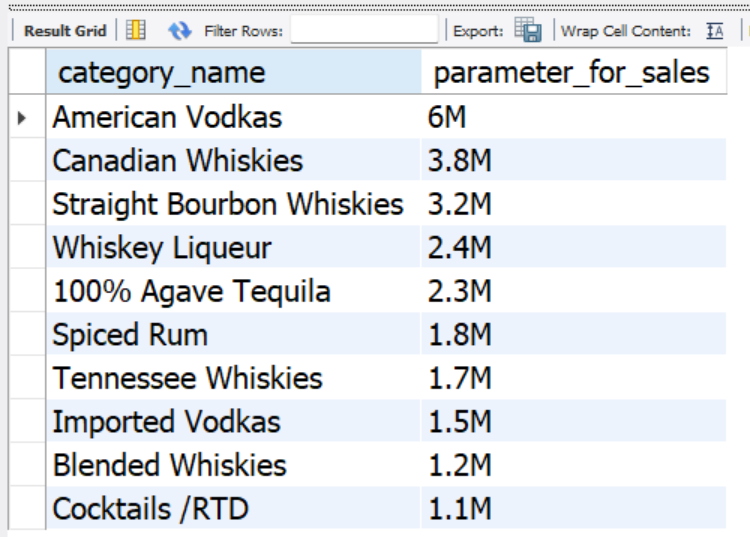 Result Grid Filter Rows: Export: Wrap Cell Content: IA
category_name parameter_for_sales
American Vodkas 6M
Canadian Whiskies 3.8M
Straight Bourbon Whiskies 3.2M
Whiskey Liqueur 2.4M
100% Agave Tequila 2.3M
Spiced Rum 1.8M
Tennessee Whiskies 1.7M
Imported Vodkas 1.5M
Blended Whiskies 1.2M
Cocktails /RTD 1.1M